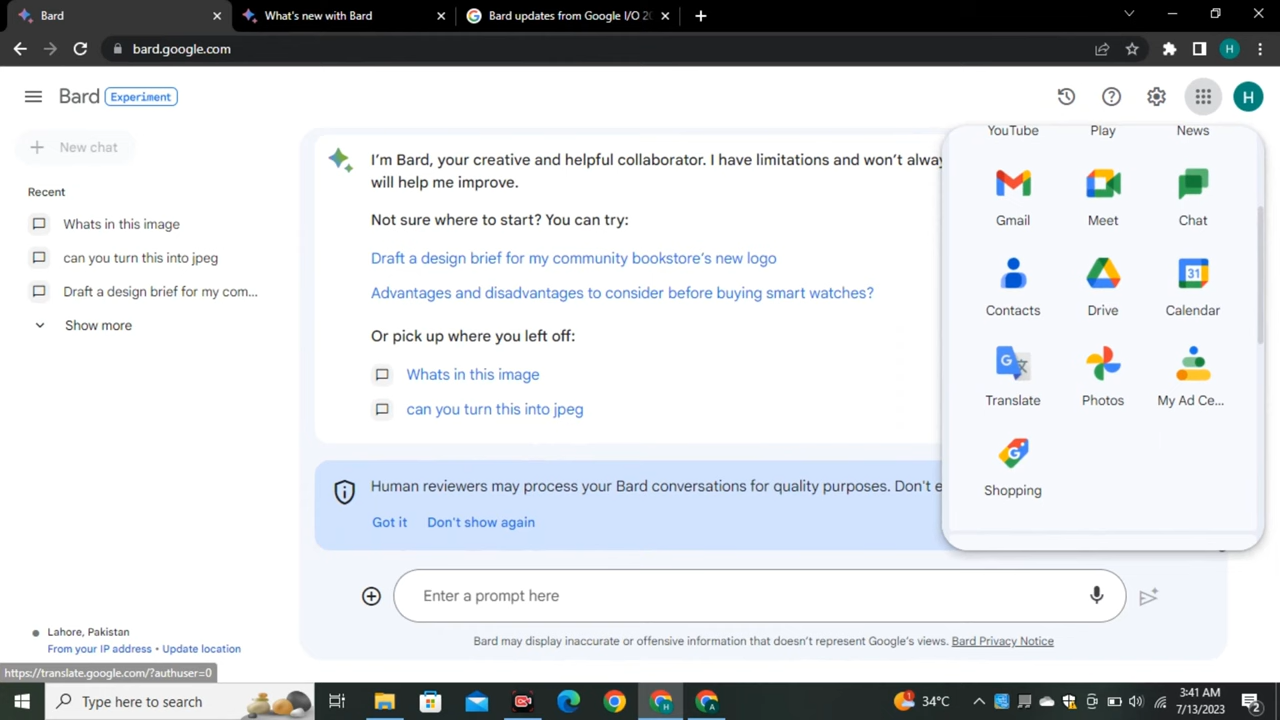 Bard
What's new with Bard
Bard updates from Google I/O 20
bard.google.com
H
Bard Experiment
H
New chat
Recent
Whats in this image
can you turn this into jpeg
Draft a design brief for my com...
Show more
I'm Bard, your creative and helpful collaborator. I have limitations and won't alwa
will help me improve.
Not sure where to start? You can try:
Draft a design brief for my community bookstore's new logo
Advantages and disadvantages to consider before buying smart watches?
Or pick up where you left off:
Whats in this image
can you turn this into jpeg
Human reviewers may process your Bard conversations for quality purposes. Don't e
Got it Don't show again
YouTube Play News
Gmail Meet Chat
31
Contacts Drive Calendar
Translate Photos My Ad Ce...
Shopping
Enter a prompt here
Bard may display inaccurate or offensive information that doesn't represent Google's views. Bard Privacy Notice
Lahore, Pakistan
From your IP address • Update location
https://translate.google.com/?authuser=0
Type here to search
34°C
3:41 AM
7/13/2023
2